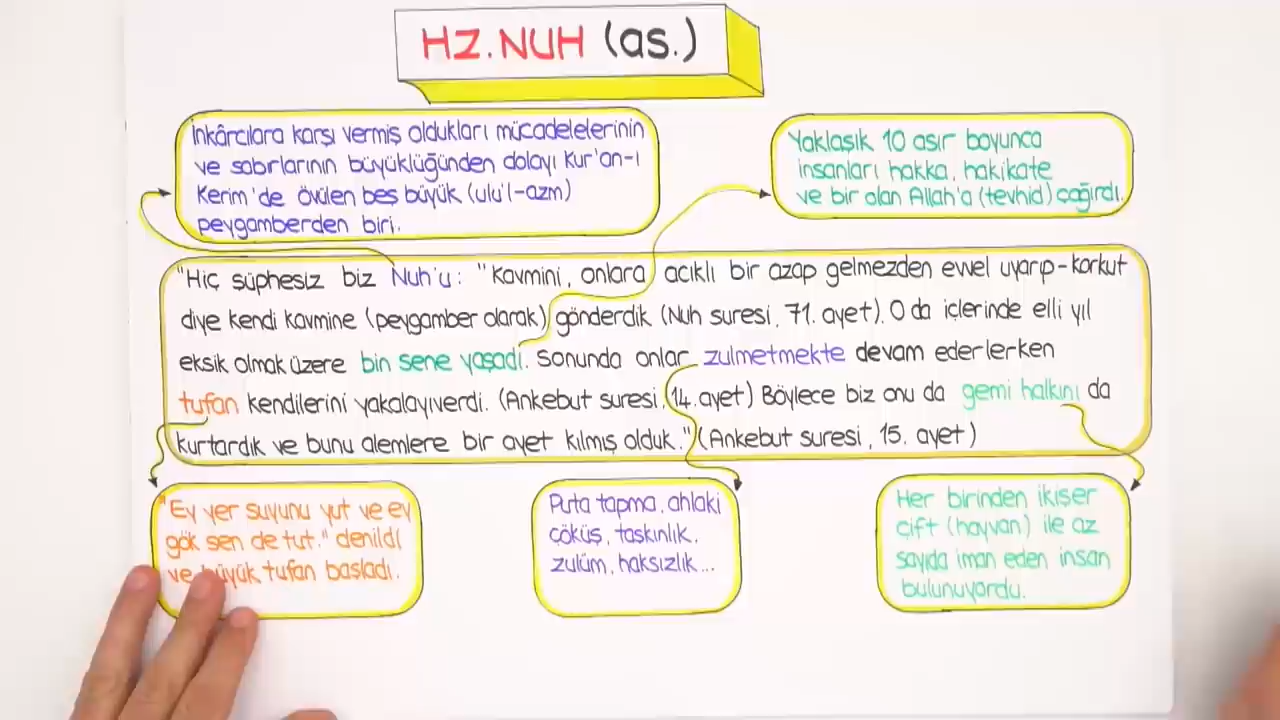 HZ. NUH (as.)
İnkârcılara karşı vermiş oldukları mücadelelerinin
ve sabırlarının büyüklüğünden dolayı Kur'an-ı
Kerim'de övülen beş büyük (ulu'l-azm)
peygamberden biri.
Yaklaşık 10 asır boyunca
insanları hakka, hakikate
ve bir olan Allah'a (tevhid) çağırdı.
"Hiç şüphesiz biz Nuh'u: "Kavmini, onlara acıklı bir azap gelmezden evvel uyarıp-korkut
diye kendi kavmine (peygamber olarak) gönderdik (Nuh suresi, 71. ayet). O da içlerinde elli yıl
eksik olmak üzere bin sene yaşadı. Sonunda onlar zulmetmekte devam ederlerken
tufan kendilerini yakalayıverdi. (Ankebut suresi, 14. ayet) Böylece biz onu da gemi halkını da
kurtardık ve bunu alemlere bir ayet kılmış olduk." (Ankebut suresi, 15. ayet)
"Ey yer suyunu yut ve ey
gök sen de tut." denildi
ve büyük tufan başladı.
Puta tapma, ahlaki
çöküş, taşkınlık,
zulüm, haksızlık...
Her birinden ikişer
çift (hayvan) ile az
sayıda iman eden insan
bulunuyordu.